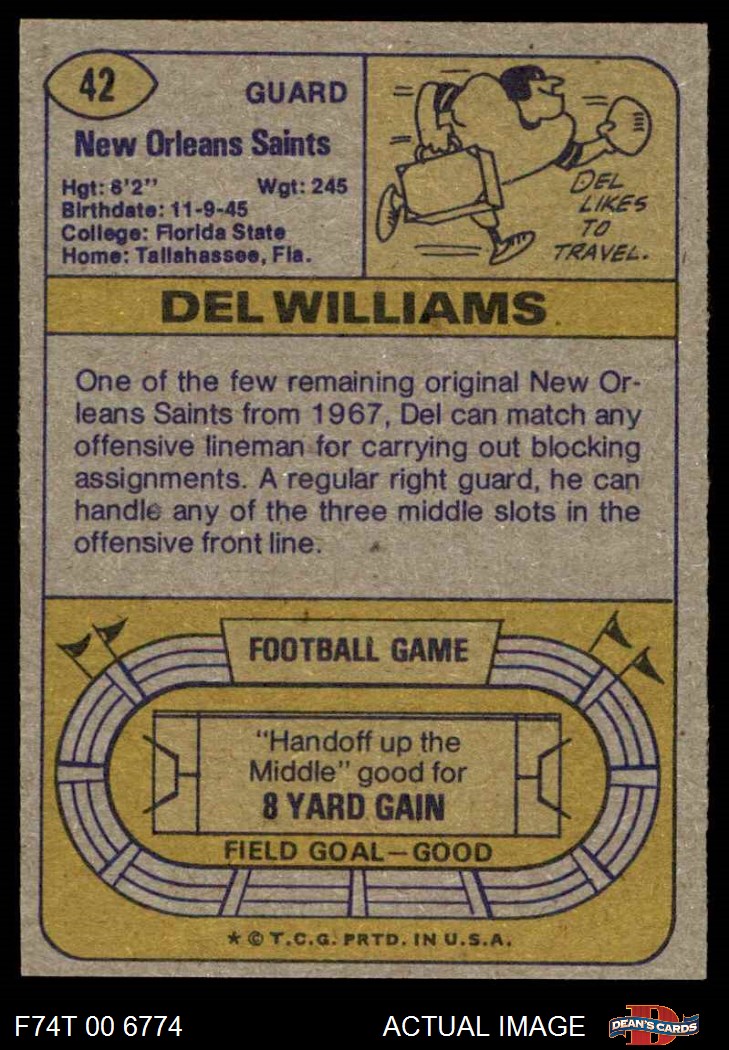 42
GUARD
New Orleans Saints
Hgt: 6'2" Wgt: 245
Birthdate: 11-9-45
College: Florida State
Home: Tallahassee, Fla.
DEL
LIKES
TO
TRAVEL.
DEL WILLIAMS
One of the few remaining original New Or-
leans Saints from 1967, Del can match any
offensive lineman for carrying out blocking
assignments. A regular right guard, he can
handle any of the three middle slots in the
offensive front line.
FOOTBALL GAME
"Handoff up the
Middle" good for
8 YARD GAIN
FIELD GOAL—GOOD
* © T.C.G. PRTD. IN U.S.A.
F74T 00 6774 ACTUAL IMAGE
D
DEAN'S CARDS